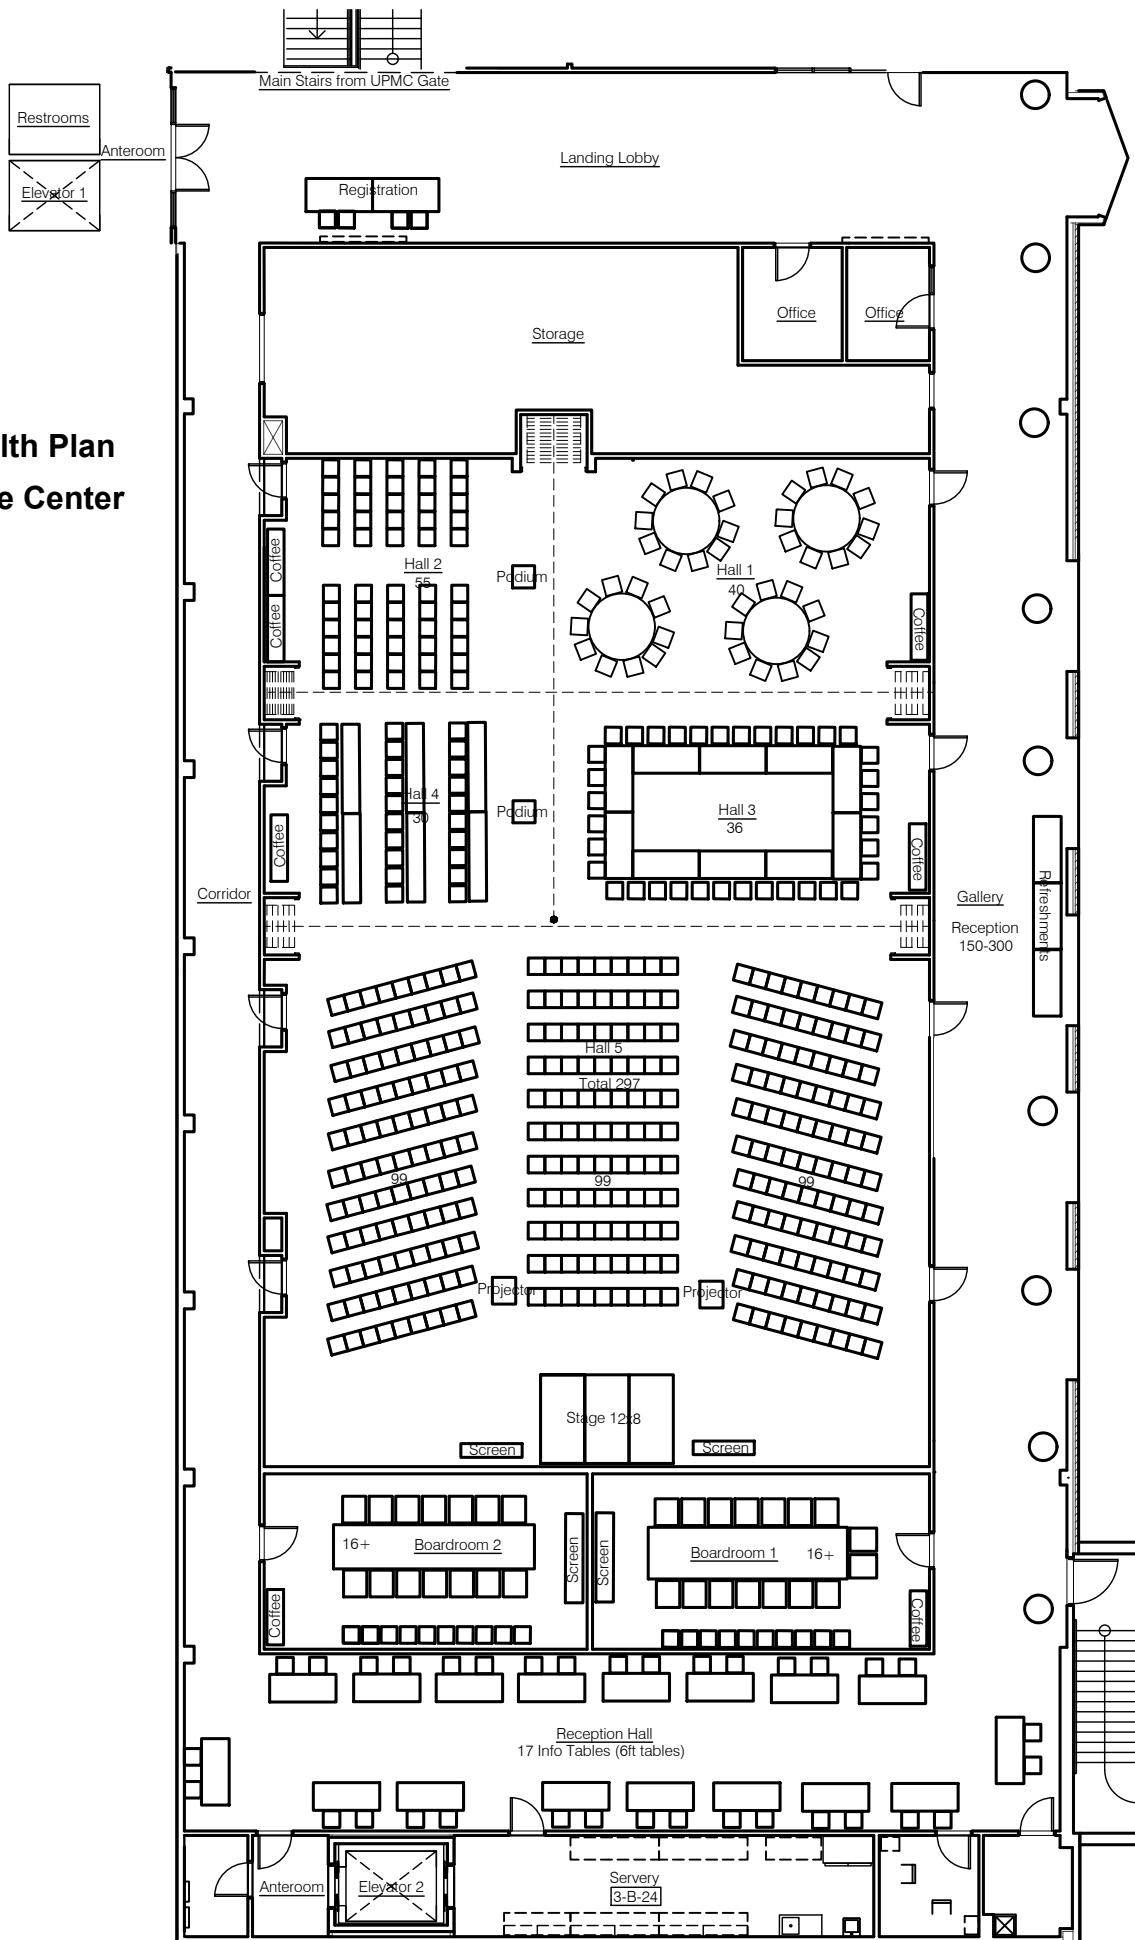 Main Stairs from UPMC Gate
Restrooms
Anteroom
Landing Lobby
Elevator 1
Registration
Office
Office
Storage
lth Plan
e Center
Coffee
Hall 2
55
Podium
Hall 1
40
Coffee
Coffee
Hall 4
30
Podium
Hall 3
36
Coffee
Coffee
Corridor
Gallery
Reception
150-300
Refreshments
Hall 5
Total 297
99
99
99
Projector
Projector
Stage 12x8
Screen
Screen
16+
Boardroom 2
Screen
Screen
Boardroom 1
16+
Coffee
Coffee
Reception Hall
17 Info Tables (6ft tables)
Anteroom
Elevator 2
Servery
3-B-24